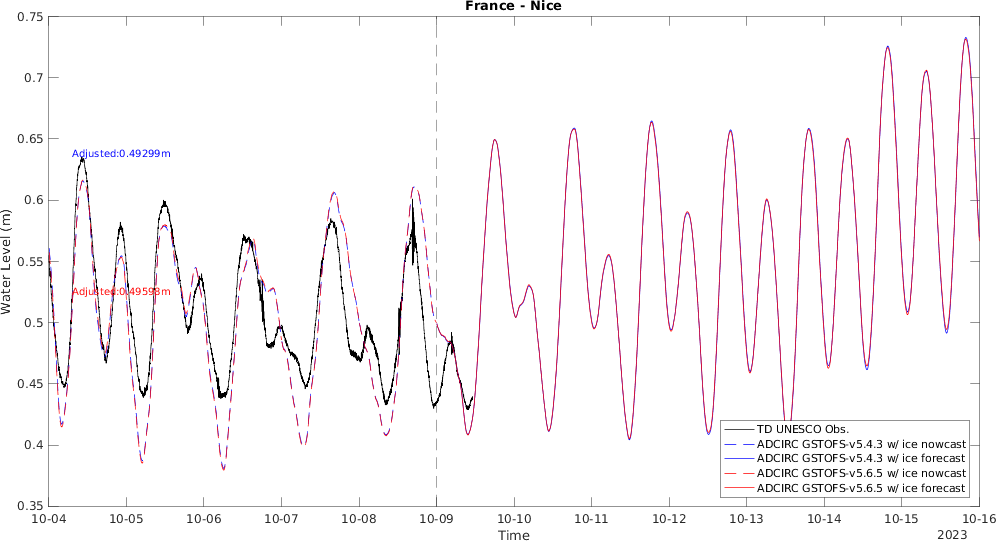 France - Nice
0.75
0.7
0.65
0.6
0.55
0.5
0.45
0.4
0.35
Water Level (m)
Adjusted:0.49299m
Adjusted:0.49593m
TD UNESCO Obs.
ADCIRC GSTOFS-v5.4.3 w/ ice nowcast
ADCIRC GSTOFS-v5.4.3 w/ ice forecast
ADCIRC GSTOFS-v5.6.5 w/ ice nowcast
ADCIRC GSTOFS-v5.6.5 w/ ice forecast
10-04 10-05 10-06 10-07 10-08 10-09 10-10 10-11 10-12 10-13 10-14 10-15 10-16
Time
2023